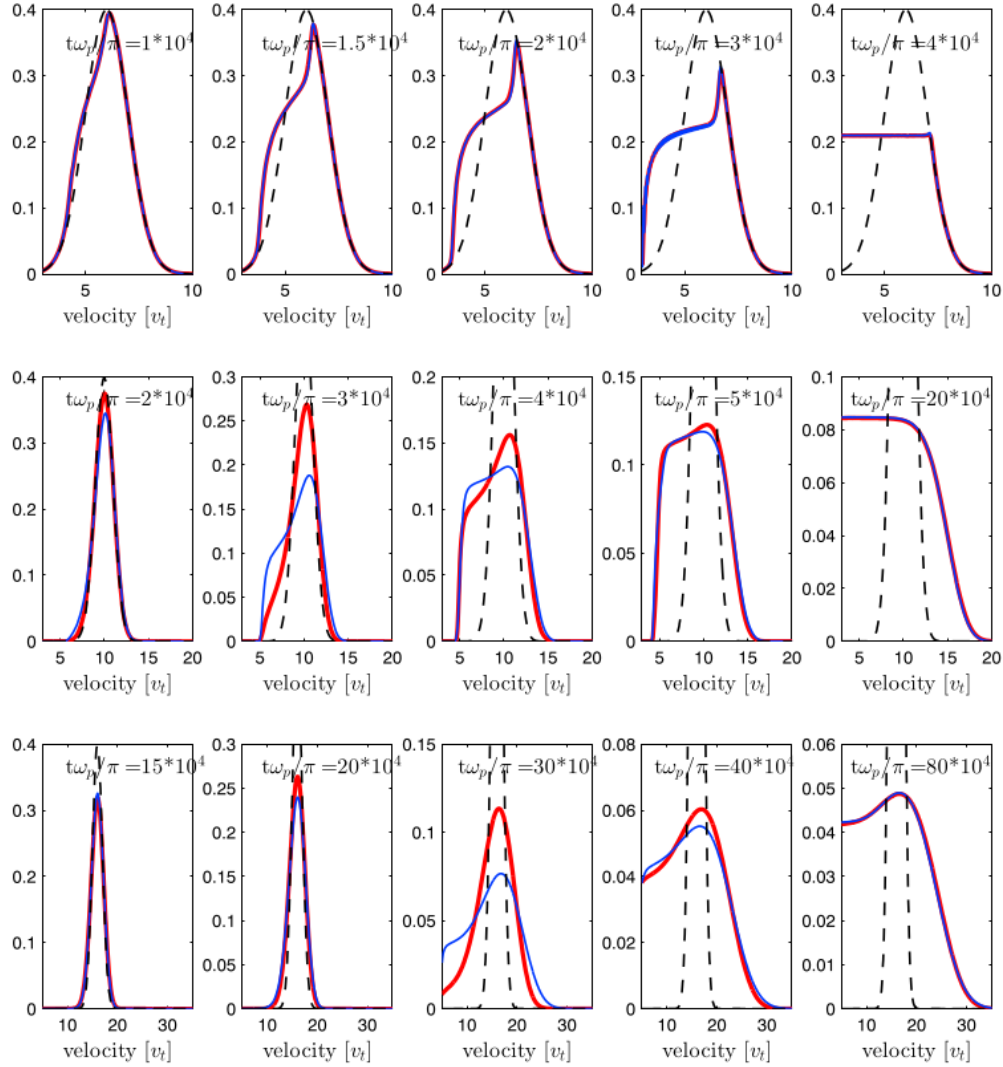 tω_p/π =1*10^4
tω_p/π =1.5*10^4
tω_p/π =2*10^4
tω_p/π =3*10^4
tω_p/π =4*10^4
0.4 0.4 0.4 0.4 0.4
0.3 0.3 0.3 0.3 0.3
0.2 0.2 0.2 0.2 0.2
0.1 0.1 0.1 0.1 0.1
0 0 0 0 0
5 10 5 10 5 10 5 10 5 10
velocity [v_t] velocity [v_t] velocity [v_t] velocity [v_t] velocity [v_t]
tω_p/π =2*10^4
tω_p/π =3*10^4
tω_p/π =4*10^4
tω_p/π =5*10^4
tω_p/π =20*10^4
0.4 0.3 0.2 0.15 0.1
0.25 0.08
0.3 0.15
0.2 0.1 0.06
0.2 0.15 0.1
0.04
0.1 0.05
0.1 0.05 0.02
0.05
0 0 0 0 0
5 10 15 20 5 10 15 20 5 10 15 20 5 10 15 20 5 10 15 20
velocity [v_t] velocity [v_t] velocity [v_t] velocity [v_t] velocity [v_t]
tω_p/π =15*10^4
tω_p/π =20*10^4
tω_p/π =30*10^4
tω_p/π =40*10^4
tω_p/π =80*10^4
0.4 0.3 0.15 0.08 0.06
0.25 0.05
0.3 0.06
0.2 0.1 0.04
0.2 0.15 0.04 0.03
0.1 0.05 0.02
0.1 0.02
0.05 0.01
0 0 0 0 0
10 20 30 10 20 30 10 20 30 10 20 30 10 20 30
velocity [v_t] velocity [v_t] velocity [v_t] velocity [v_t] velocity [v_t]